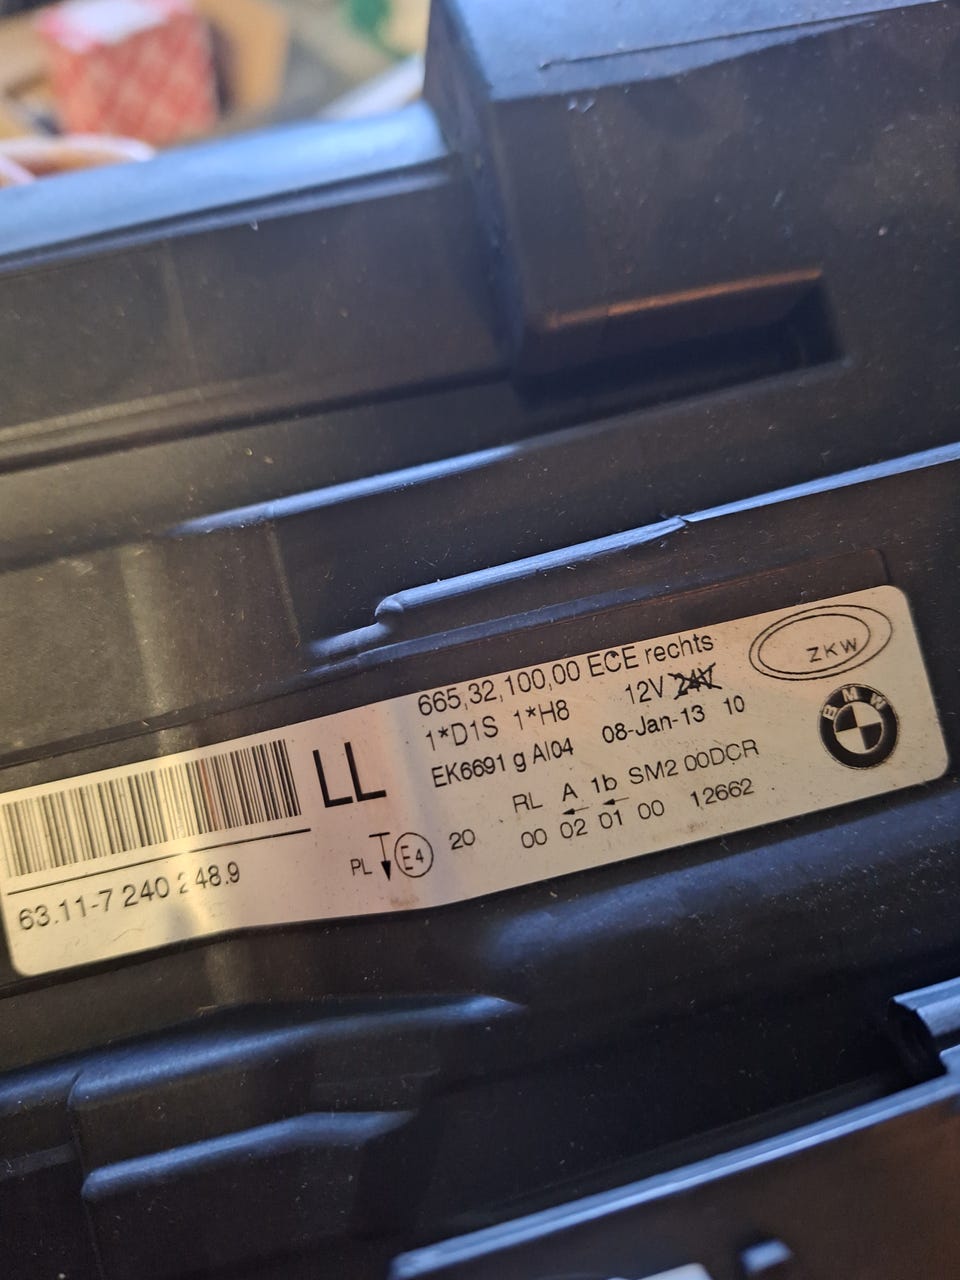 665,32,100,00 ECE rechts
ZKW
1*D1S 1*H8 12V 24V
EK6691 g AI04 08-Jan-13 10
BMW
LL
RL A 1b SM2 00DCR
PL E4 20 00 02 01 00 12662
63.11-7 240 248.9